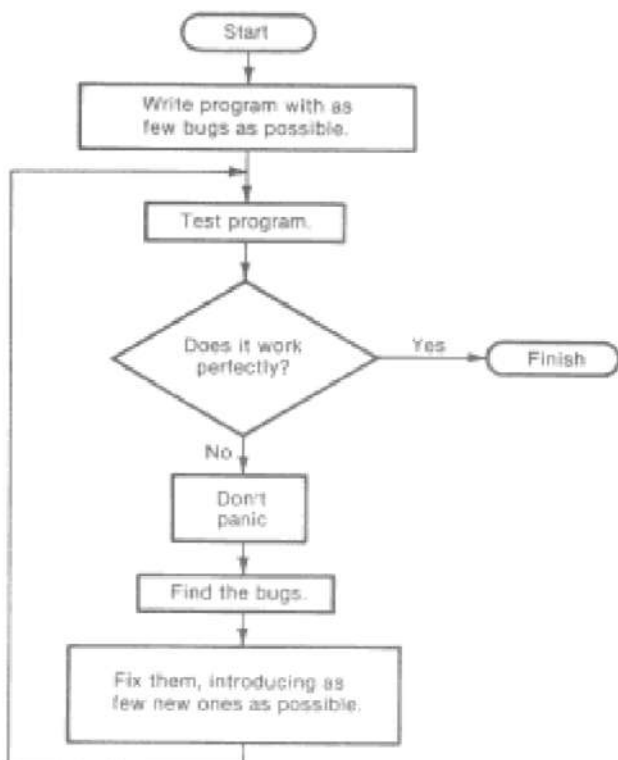 Start
Write program with as
few bugs as possible.
Test program.
Does it work
perfectly?
Yes
Finish
No
Don't
panic
Find the bugs.
Fix them, introducing as
few new ones as possible.